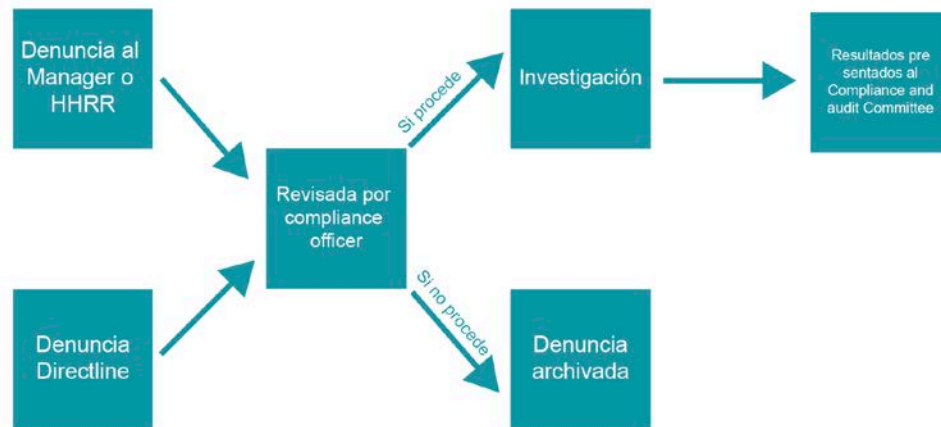 Denuncia al
Manager o
HHRR
Si procede
Investigación
Resultados pre
sentados al
Compliance and
audit Committee
Revisada por
compliance
officer
Si no procede
Denuncia
Directline
Denuncia
archivada